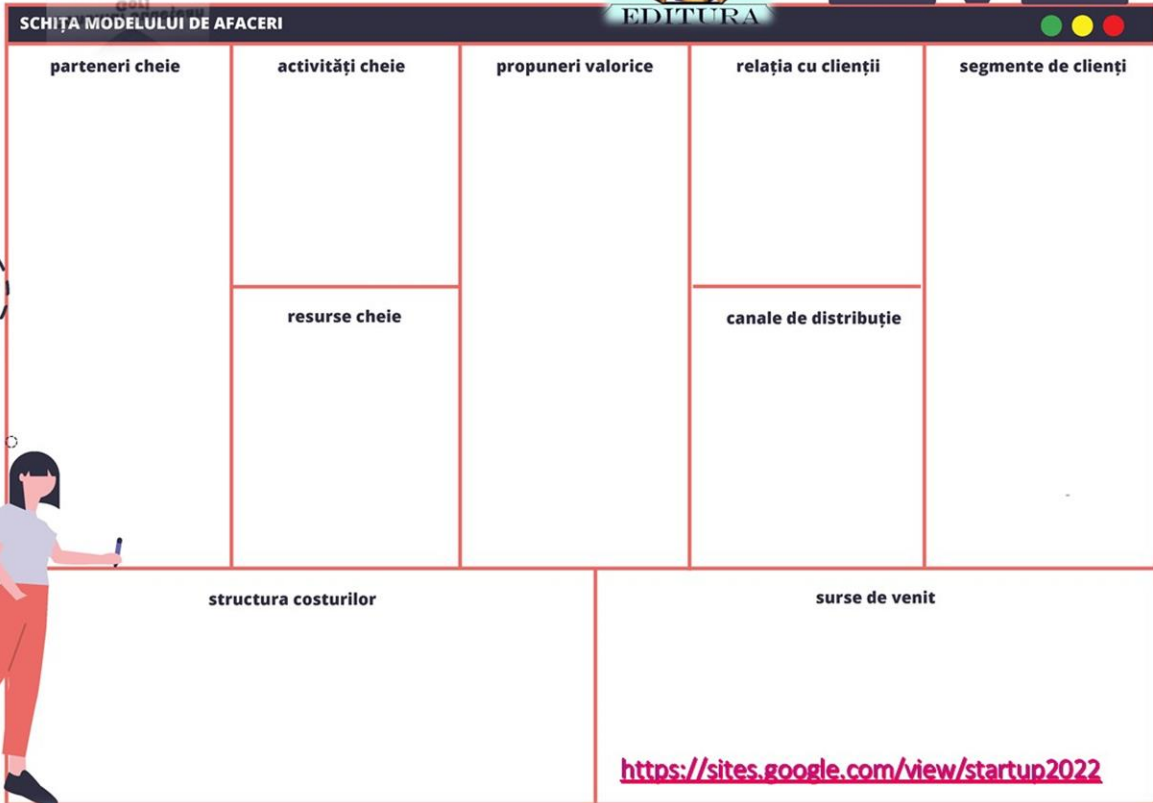 EDITURA
SCHIȚA MODELULUI DE AFACERI
parteneri cheie
activități cheie
propuneri valorice
relația cu clienții
segmente de clienți
resurse cheie
canale de distribuție
structura costurilor
surse de venit
https://sites.google.com/view/startup2022